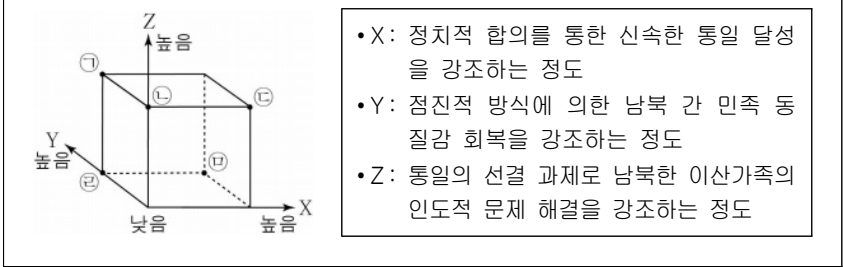 Z
높음
㉠
㉡
㉢
Y
높음
㉣
㉤
X
낮음
높음
• X: 정치적 합의를 통한 신속한 통일 달성
을 강조하는 정도
• Y: 점진적 방식에 의한 남북 간 민족 동
질감 회복을 강조하는 정도
• Z: 통일의 선결 과제로 남북한 이산가족의
인도적 문제 해결을 강조하는 정도